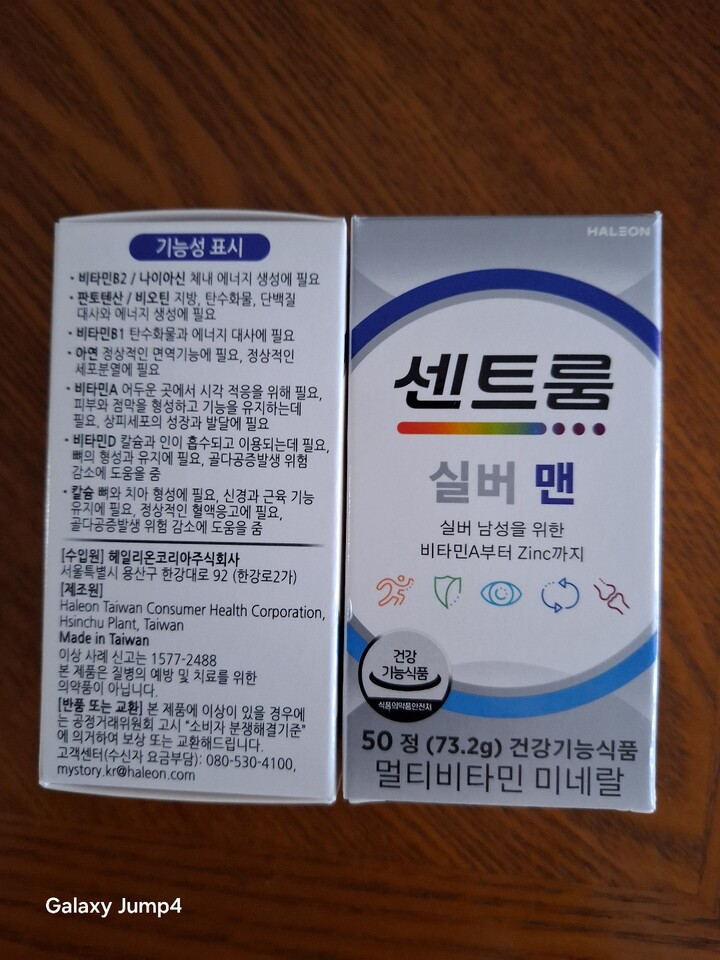 기능성 표시
• 비타민B2 / 나이아신 체내 에너지 생성에 필요
• 판토텐산 / 비오틴 지방, 탄수화물, 단백질
대사와 에너지 생성에 필요
• 비타민B1 탄수화물과 에너지 대사에 필요
• 아연 정상적인 면역기능에 필요, 정상적인
세포분열에 필요
• 비타민A 어두운 곳에서 시각 적응을 위해 필요,
피부와 점막을 형성하고 기능을 유지하는데
필요, 상피세포의 성장과 발달에 필요
• 비타민D 칼슘과 인이 흡수되고 이용되는데 필요,
뼈의 형성과 유지에 필요, 골다공증발생 위험
감소에 도움을 줌
• 칼슘 뼈와 치아 형성에 필요, 신경과 근육 기능
유지에 필요, 정상적인 혈액응고에 필요,
골다공증발생 위험 감소에 도움을 줌
[수입원] 헤일리온코리아주식회사
서울특별시 용산구 한강대로 92 (한강로2가)
[제조원]
Haleon Taiwan Consumer Health Corporation,
Hsinchu Plant, Taiwan
Made in Taiwan
이상 사례 신고는 1577-2488
본 제품은 질병의 예방 및 치료를 위한
의약품이 아닙니다.
[반품 또는 교환] 본 제품에 이상이 있을 경우에
는 공정거래위원회 고시 "소비자 분쟁해결기준"
에 의거하여 보상 또는 교환해드립니다.
고객센터(수신자 요금부담): 080-530-4100,
mystory.kr@haleon.com
HALEON
센트룸
실버 맨
실버 남성을 위한
비타민A부터 Zinc까지
건강
기능식품
식품의약품안전처
50 정 (73.2g) 건강기능식품
멀티비타민 미네랄
Galaxy Jump4